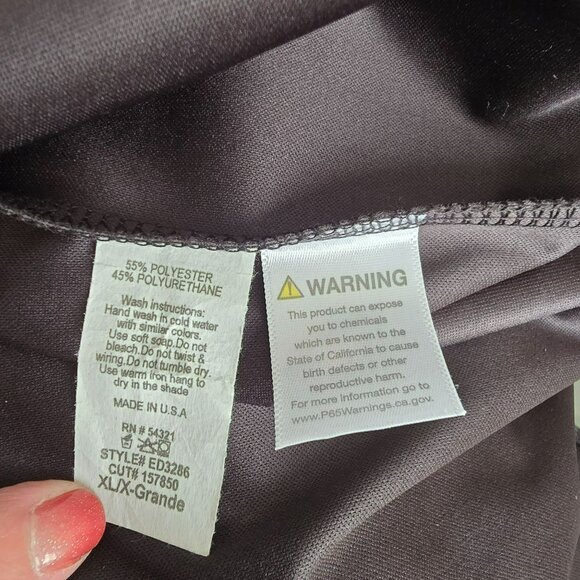 55% POLYESTER
45% POLYURETHANE
Wash instructions:
Hand wash in cold water
with similar colors.
Use soft soap.Do not
bleach.Do not twist &
wiring.Do not tumble dry.
Use warm iron hang to
dry in the shade
MADE IN U.S.A
RN # 54321
STYLE# ED3286
CUT# 157850
XL/X-Grande
WARNING
This product can expose
you to chemicals
which are known to the
State of California to cause
birth defects or other
reproductive harm.
For more information go to
www.P65Warnings.ca.gov.